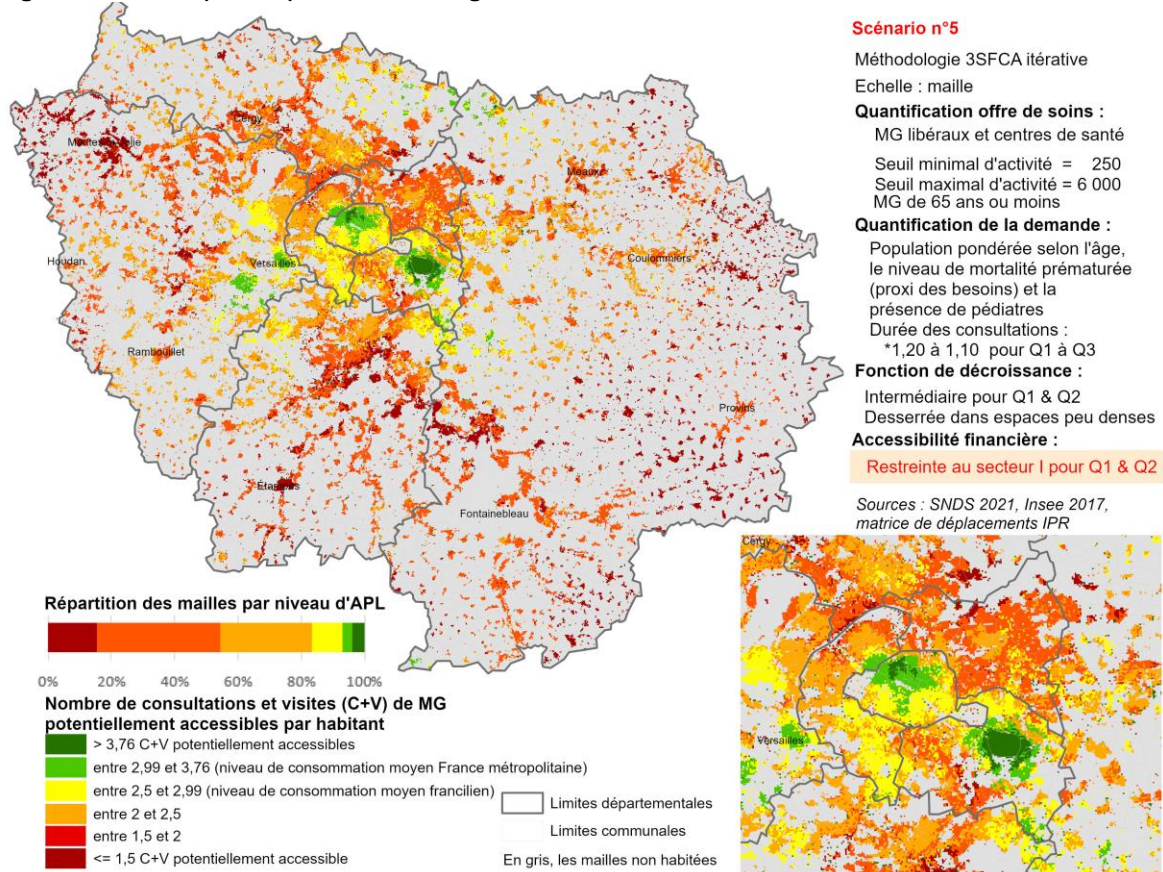 Scénario n°5
Méthodologie 3SFCA itérative
Echelle : maille
Quantification offre de soins :
MG libéraux et centres de santé
Seuil minimal d'activité = 250
Seuil maximal d'activité = 6 000
MG de 65 ans ou moins
Quantification de la demande :
Population pondérée selon l'âge,
le niveau de mortalité prématurée
(proxi des besoins) et la
présence de pédiatres
Durée des consultations :
*1,20 à 1,10 pour Q1 à Q3
Fonction de décroissance :
Intermédiaire pour Q1 & Q2
Desserrée dans espaces peu denses
Accessibilité financière :
Restreinte au secteur I pour Q1 & Q2
Sources : SNDS 2021, Insee 2017,
matrice de déplacements IPR
Cergy
Meaux
Houdan
Versailles
Coulommiers
Rambouillet
Provins
Étampes
Fontainebleau
Répartition des mailles par niveau d'APL
0% 20% 40% 60% 80% 100%
Nombre de consultations et visites (C+V) de MG
potentiellement accessibles par habitant
> 3,76 C+V potentiellement accessibles
entre 2,99 et 3,76 (niveau de consommation moyen France métropolitaine)
entre 2,5 et 2,99 (niveau de consommation moyen francilien)
entre 2 et 2,5
entre 1,5 et 2
<= 1,5 C+V potentiellement accessible
Limites départementales
Limites communales
En gris, les mailles non habitées
Cergy
Versailles